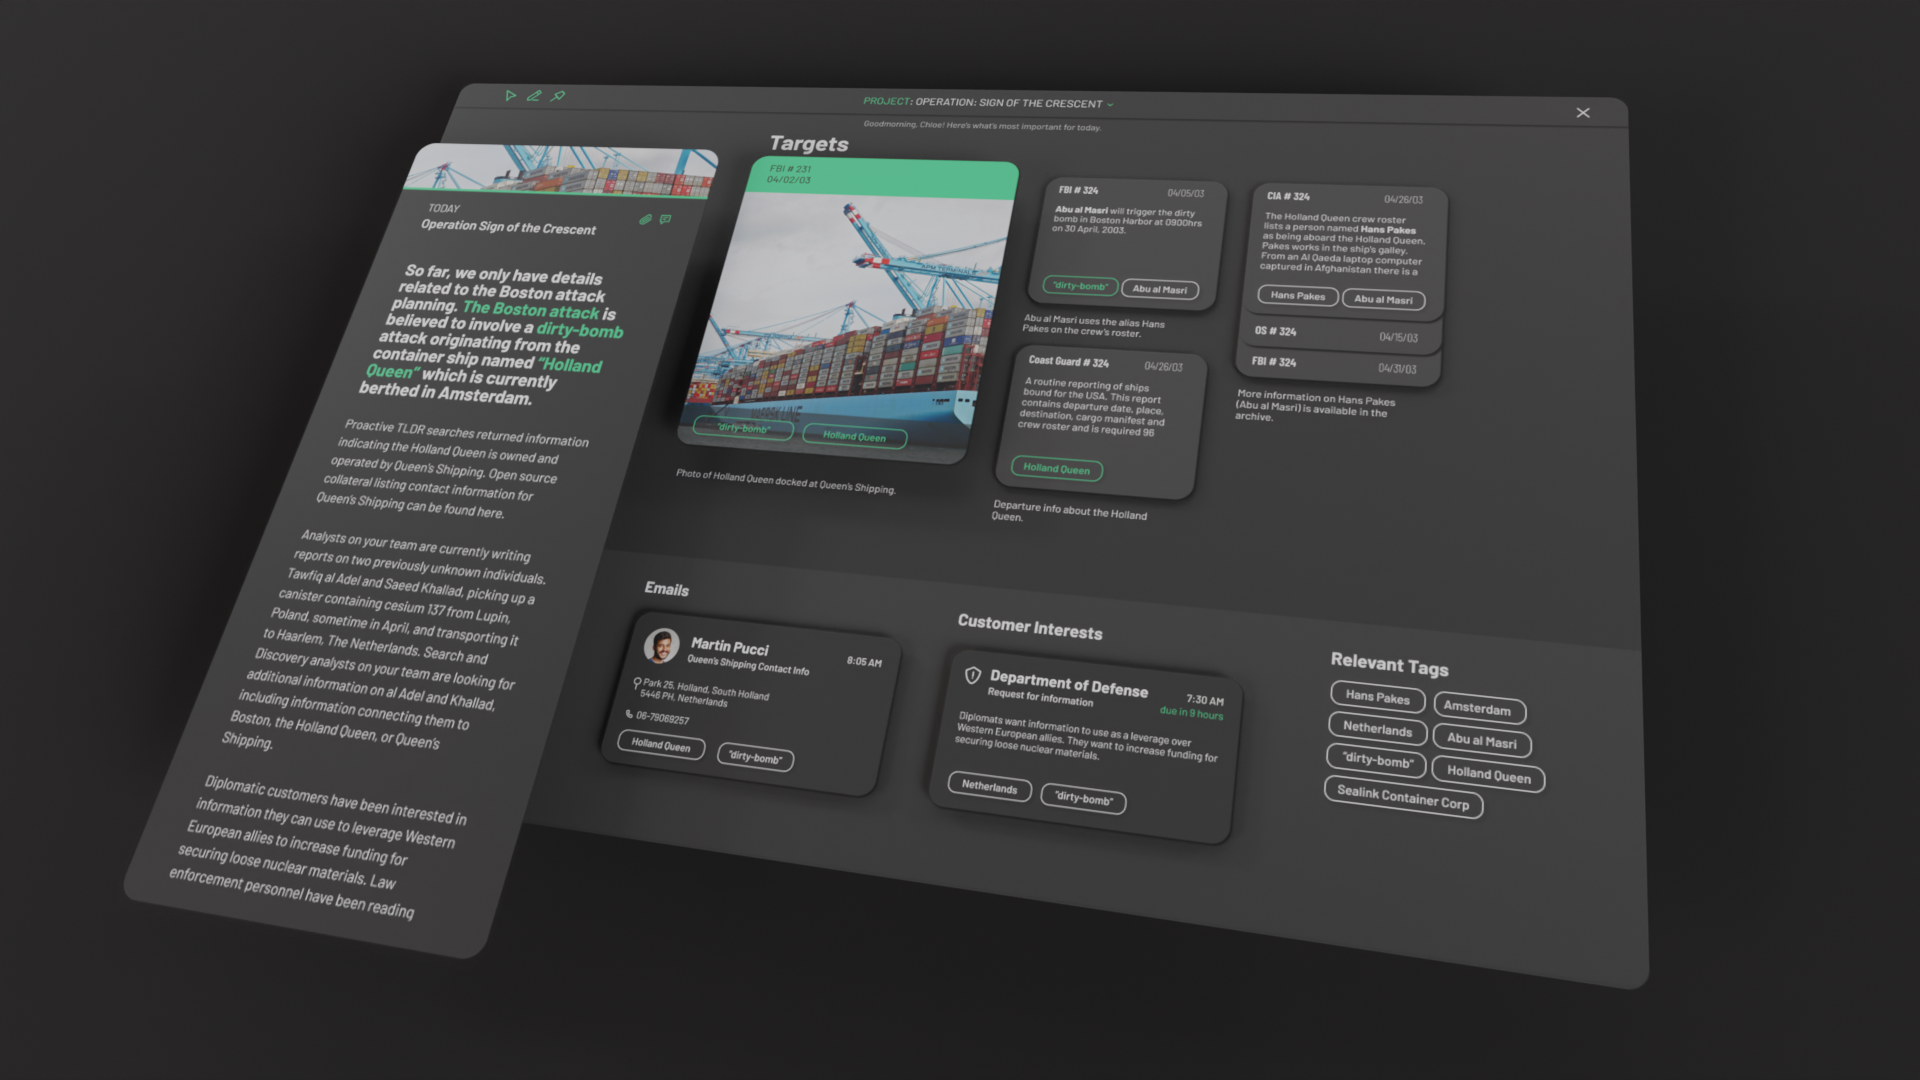 PROJECT: OPERATION: SIGN OF THE CRESCENT
Goodmorning, Chloe! Here's what's most important for today.
TODAY
Operation Sign of the Crescent
So far, we only have details
related to the Boston attack
planning. The Boston attack is
believed to involve a dirty-bomb
attack originating from the
container ship named "Holland
Queen" which is currently
berthed in Amsterdam.
Proactive TLDR searches returned information
indicating the Holland Queen is owned and
operated by Queen's Shipping. Open source
collateral listing contact information for
Queen's Shipping can be found here.
Analysts on your team are currently writing
reports on two previously unknown individuals.
Tawfiq al Adel and Saeed Khallad, picking up a
canister containing cesium 137 from Lupin,
Poland, sometime in April, and transporting it
to Haarlem, The Netherlands. Search and
Discovery analysts on your team are looking for
additional information on al Adel and Khallad,
including information connecting them to
Boston, the Holland Queen, or Queen's
Shipping.
Diplomatic customers have been interested in
information they can use to leverage Western
European allies to increase funding for
securing loose nuclear materials. Law
enforcement personnel have been reading
Targets
FBI # 231
04/02/03
MAERSK LINE
"dirty-bomb" Holland Queen
Photo of Holland Queen docked at Queen's Shipping.
FBI # 324 04/05/03
Abu al Masri will trigger the dirty
bomb in Boston Harbor at 0900hrs
on 30 April, 2003.
"dirty-bomb" Abu al Masri
Abu al Masri uses the alias Hans
Pakes on the crew's roster.
Coast Guard # 324 04/26/03
A routine reporting of ships
bound for the USA. This report
contains departure date, place,
destination, cargo manifest and
crew roster and is required 96
Holland Queen
Departure info about the Holland
Queen.
CIA # 324 04/26/03
The Holland Queen crew roster
lists a person named Hans Pakes
as being aboard the Holland Queen.
Pakes works in the ship's galley.
From an Al Qaeda laptop computer
captured in Afghanistan there is a
Hans Pakes Abu al Masri
OS # 324 04/15/03
FBI # 324 04/31/03
More information on Hans Pakes
(Abu al Masri) is available in the
archive.
Emails
Martin Pucci 8:05 AM
Queen's Shipping Contact Info
Park 25, Holland, South Holland
5446 PH, Netherlands
06-79069257
Holland Queen "dirty-bomb"
Customer Interests
Department of Defense 7:30 AM
Request for information due in 9 hours
Diplomats want information to use as a leverage over
Western European allies. They want to increase funding for
securing loose nuclear materials.
Netherlands "dirty-bomb"
Relevant Tags
Hans Pakes Amsterdam
Netherlands Abu al Masri
"dirty-bomb" Holland Queen
Sealink Container Corp